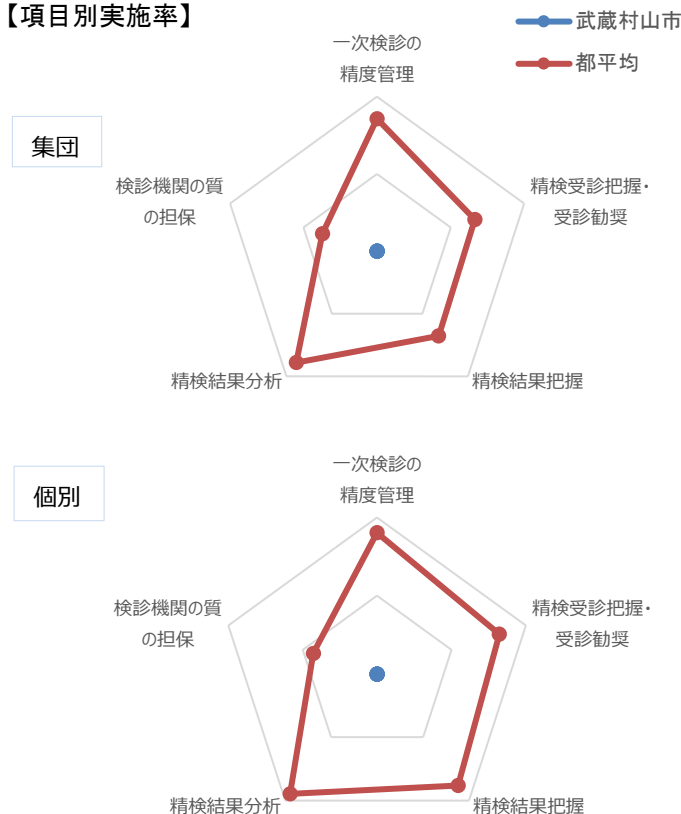 【項目別実施率】
武蔵村山市
都平均
集団
一次検診の
精度管理
精検受診把握・
受診勧奨
精検結果把握
精検結果分析
検診機関の質
の担保
個別
一次検診の
精度管理
精検受診把握・
受診勧奨
精検結果把握
精検結果分析
検診機関の質
の担保